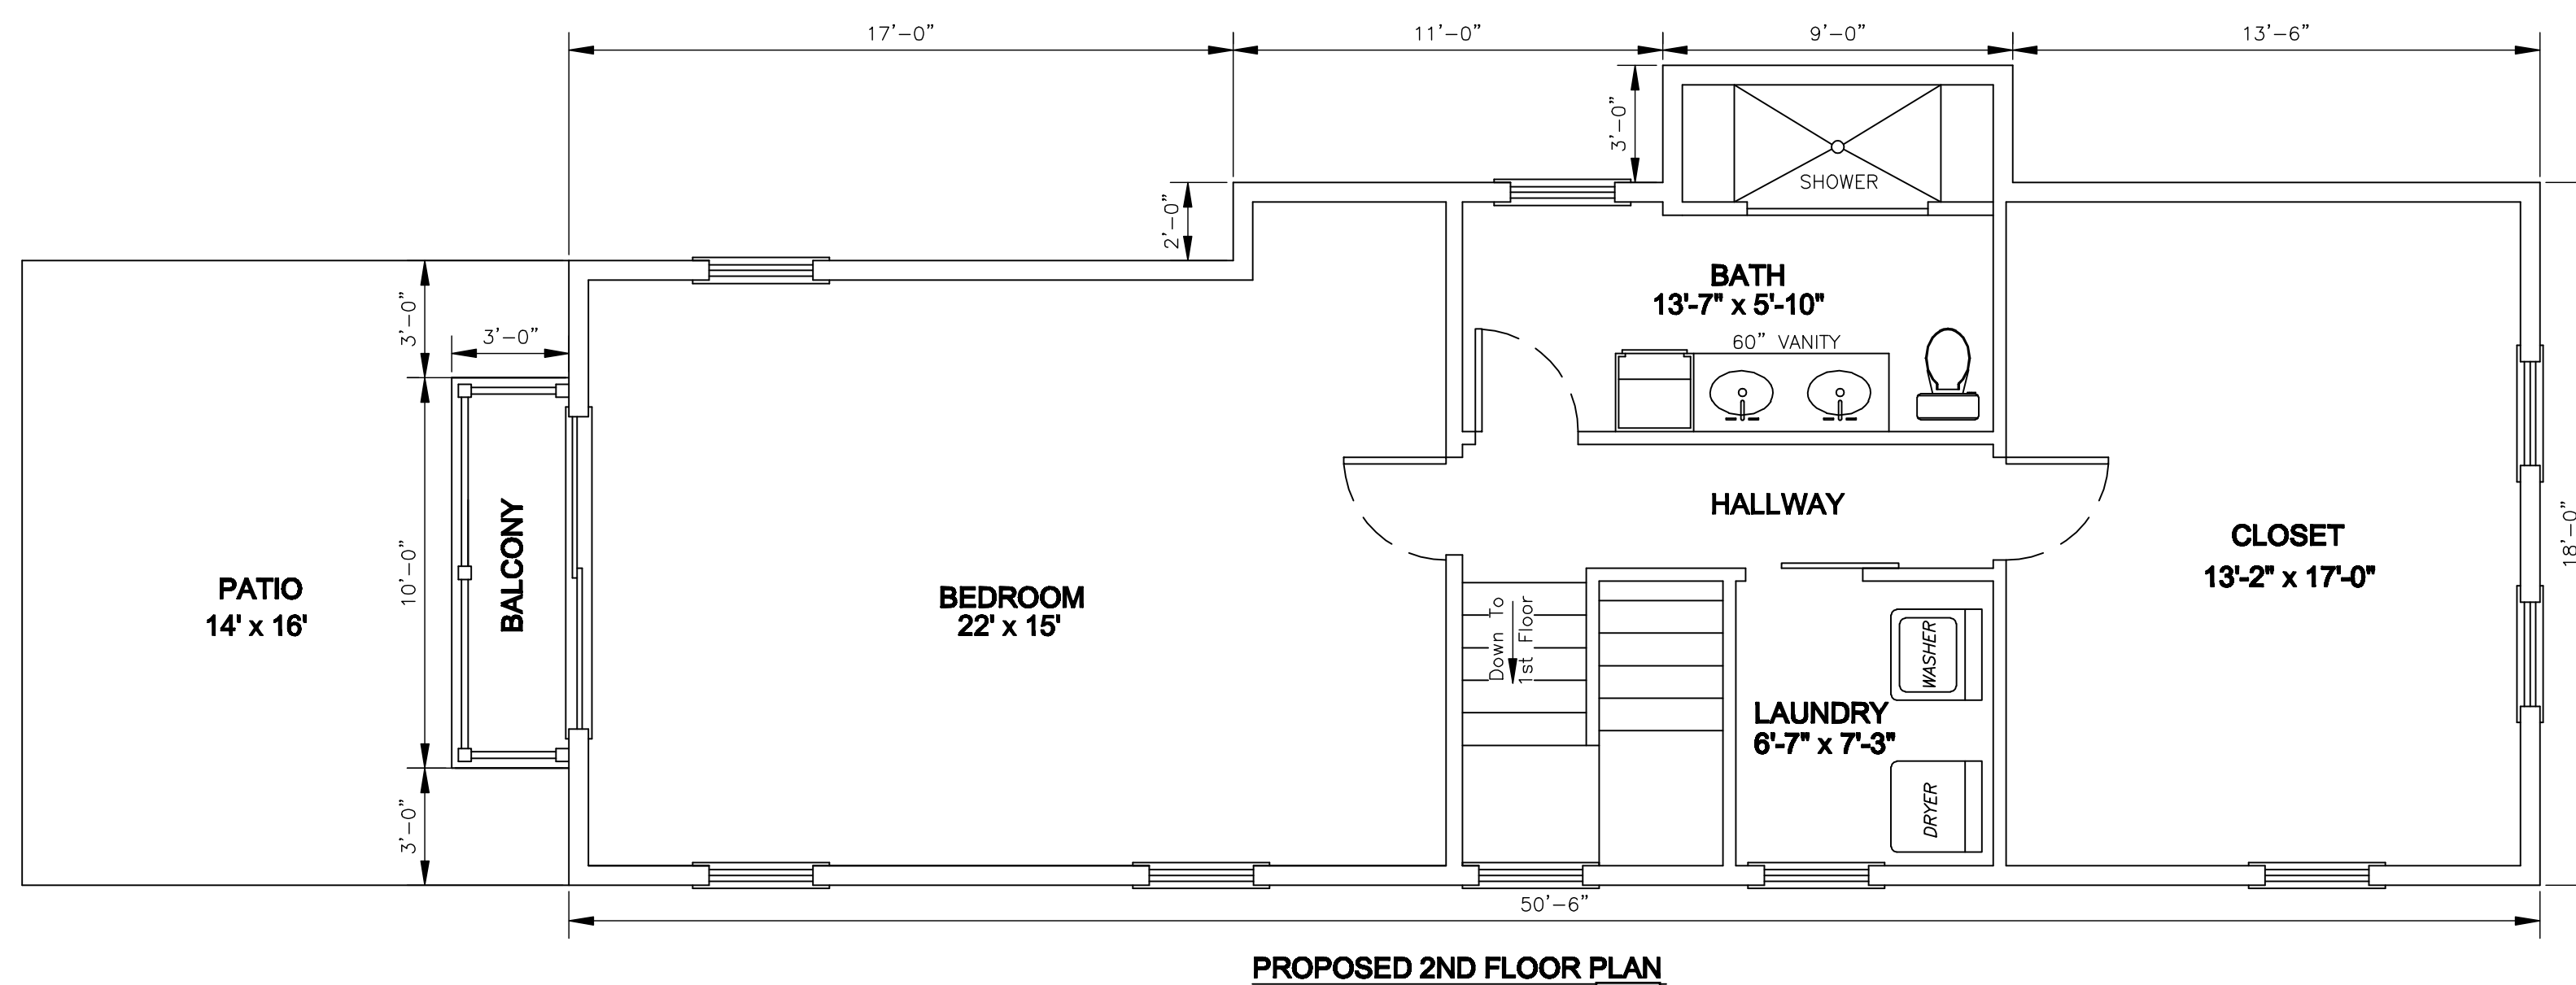 17'-0"
11'-0"
9'-0"
13'-6"
3'-0"
SHOWER
2'-0"
BATH
13'-7" x 5'-10"
60" VANITY
3'-0"
3'-0"
10'-0"
3'-0"
BALCONY
PATIO
14' x 16'
BEDROOM
22' x 15'
HALLWAY
Down To
1st Floor
WASHER
LAUNDRY
6'-7" x 7'-3"
DRYER
CLOSET
13'-2" x 17'-0"
18'-0"
50'-6"
PROPOSED 2ND FLOOR PLAN